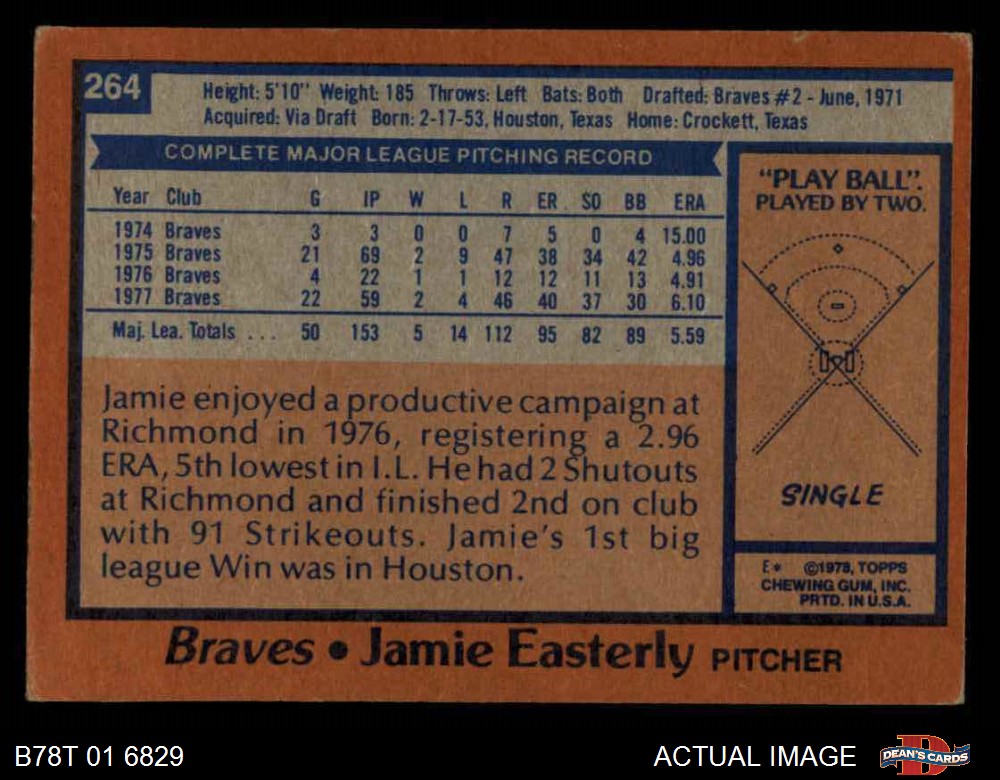 264
Height: 5'10" Weight: 185 Throws: Left Bats: Both Drafted: Braves #2 - June, 1971
Acquired: Via Draft Born: 2-17-53, Houston, Texas Home: Crockett, Texas
COMPLETE MAJOR LEAGUE PITCHING RECORD
Year Club G IP W L R ER SO BB ERA
1974 Braves 3 3 0 0 7 5 0 4 15.00
1975 Braves 21 69 2 9 47 38 34 42 4.96
1976 Braves 4 22 1 1 12 12 11 13 4.91
1977 Braves 22 59 2 4 46 40 37 30 6.10
Maj. Lea. Totals ... 50 153 5 14 112 95 82 89 5.59
Jamie enjoyed a productive campaign at
Richmond in 1976, registering a 2.96
ERA, 5th lowest in I.L. He had 2 Shutouts
at Richmond and finished 2nd on club
with 91 Strikeouts. Jamie's 1st big
league Win was in Houston.
"PLAY BALL".
PLAYED BY TWO.
SINGLE
E* ©1978, TOPPS
CHEWING GUM, INC.
PRTD. IN U.S.A.
Braves • Jamie Easterly PITCHER
B78T 01 6829
ACTUAL IMAGE
DEAN'S CARDS